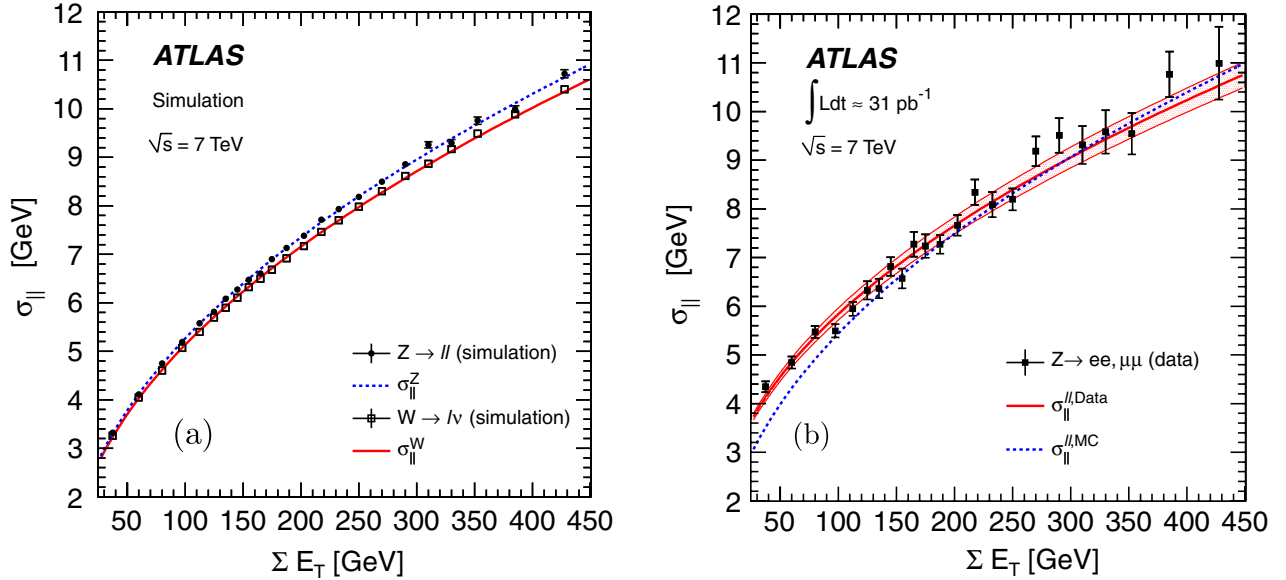 12
11
10
9
8
7
6
5
4
3
2
σ|| [GeV]
ATLAS
Simulation
√s = 7 TeV
Z → ll (simulation)
σ||^Z
W → lν (simulation)
σ||^W
(a)
50 100 150 200 250 300 350 400 450
Σ E_T [GeV]
12
11
10
9
8
7
6
5
4
3
2
σ|| [GeV]
ATLAS
∫ Ldt ≈ 31 pb^-1
√s = 7 TeV
Z→ ee, μμ (data)
σ||^ll,Data
σ||^ll,MC
(b)
50 100 150 200 250 300 350 400 450
Σ E_T [GeV]